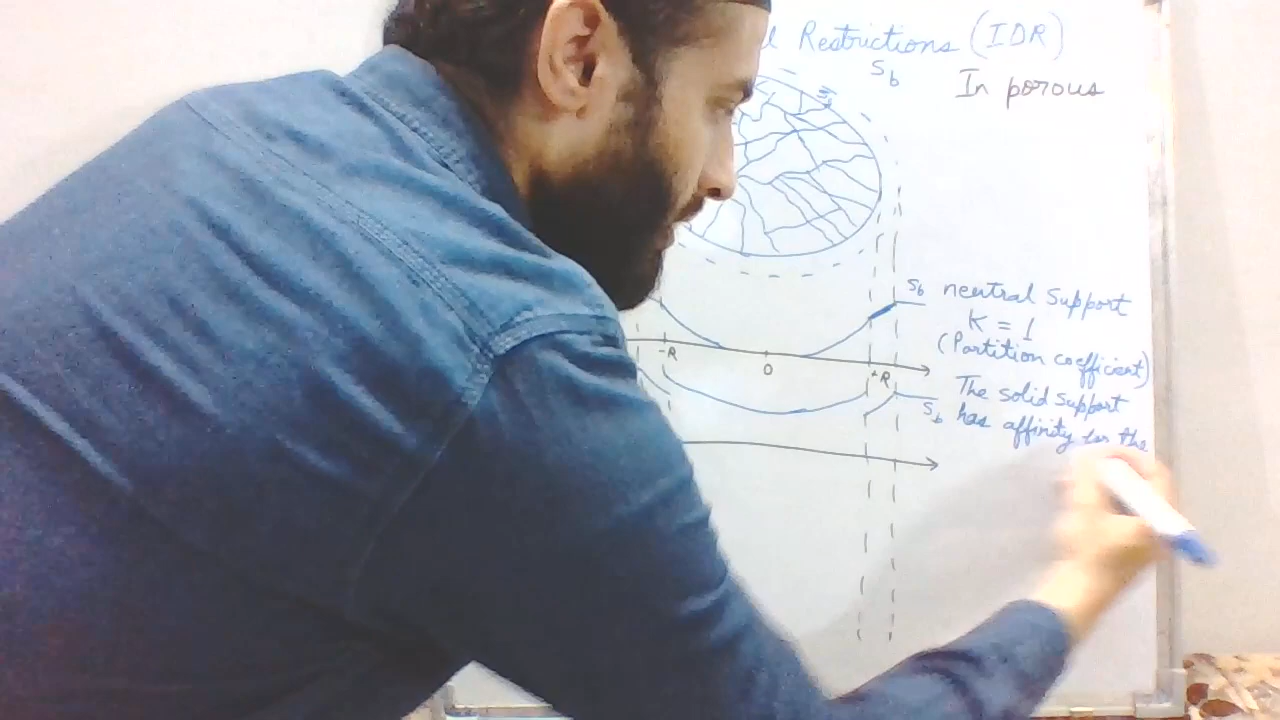 l Restrictions (IDR)
Sb
In porous
Sb neutral support
K = 1
(Partition coefficient)
-R
O
+R
The solid support
Sb has affinity for the